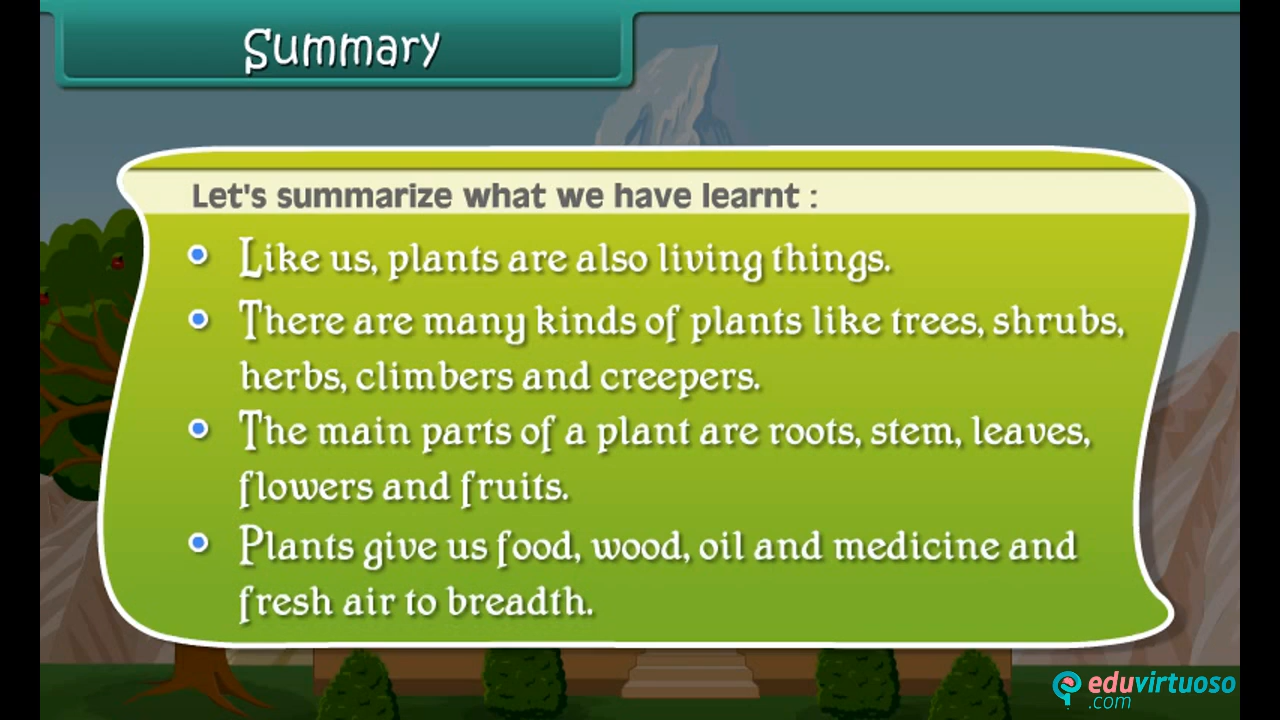 Summary
Let's summarize what we have learnt :
Like us, plants are also living things.
There are many kinds of plants like trees, shrubs,
herbs, climbers and creepers.
The main parts of a plant are roots, stem, leaves,
flowers and fruits.
Plants give us food, wood, oil and medicine and
fresh air to breadth.
eduvirtuoso
.com